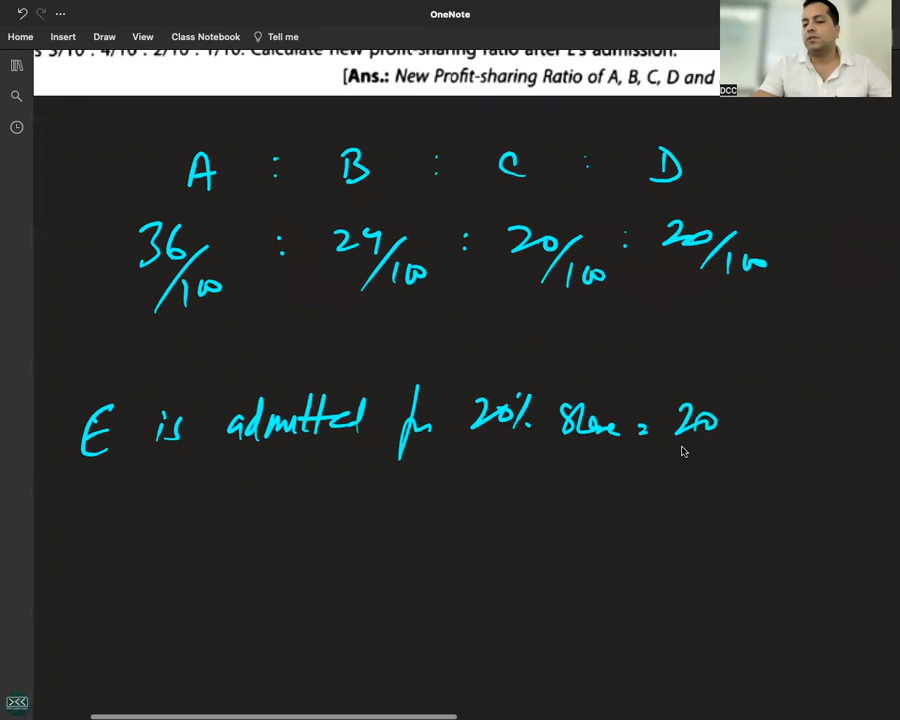 OneNote
Home Insert Draw View Class Notebook Tell me
s 3/10 : 4/10 : 2/10 : 1/10. Calculate new profit-sharing ratio after E's admission.
[Ans.: New Profit-sharing Ratio of A, B, C, D and
DCC
A : B : C : D
36/100 : 24/100 : 20/100 : 20/100
E is admitted for 20% share = 20